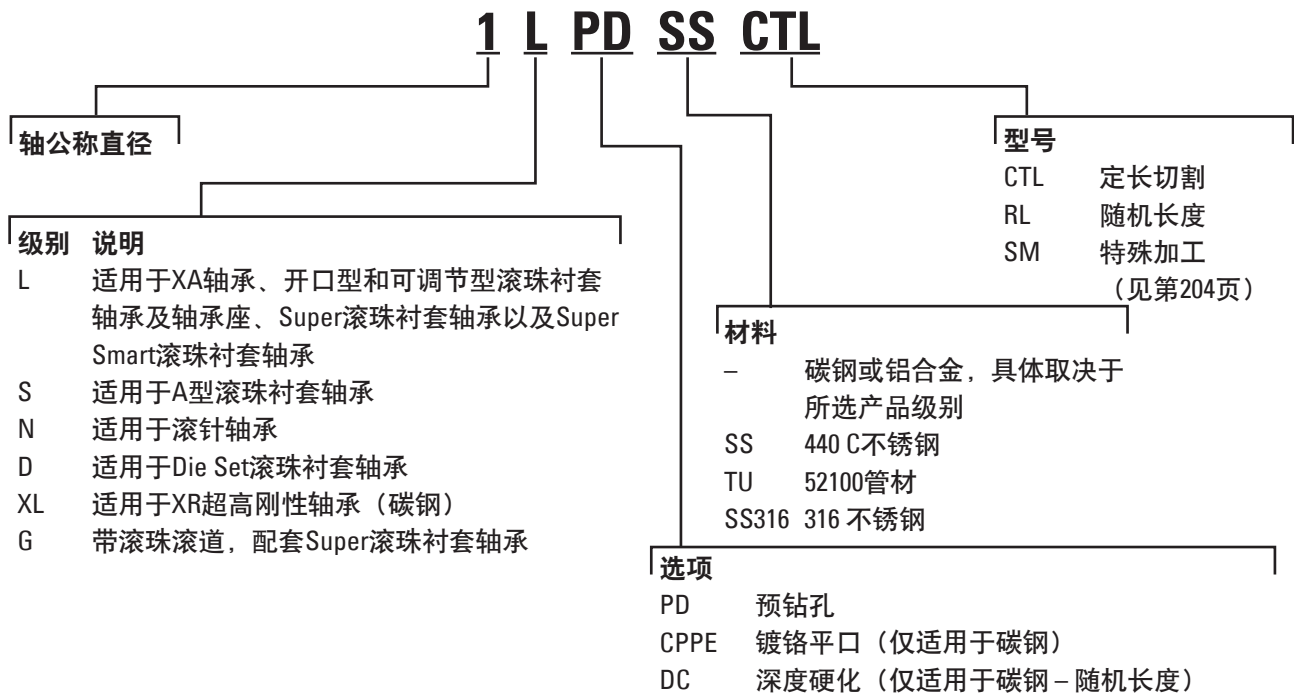 1 L PD SS CTL
轴公称直径
级别 说明
L 适用于XA轴承、开口型和可调节型滚珠衬套
轴承及轴承座、Super滚珠衬套轴承以及Super
Smart滚珠衬套轴承
S 适用于A型滚珠衬套轴承
N 适用于滚针轴承
D 适用于Die Set滚珠衬套轴承
XL 适用于XR超高刚性轴承（碳钢）
G 带滚珠滚道，配套Super滚珠衬套轴承
型号
CTL 定长切割
RL 随机长度
SM 特殊加工
（见第204页）
材料
– 碳钢或铝合金，具体取决于
所选产品级别
SS 440 C不锈钢
TU 52100管材
SS316 316 不锈钢
选项
PD 预钻孔
CPPE 镀铬平口（仅适用于碳钢）
DC 深度硬化（仅适用于碳钢 – 随机长度）